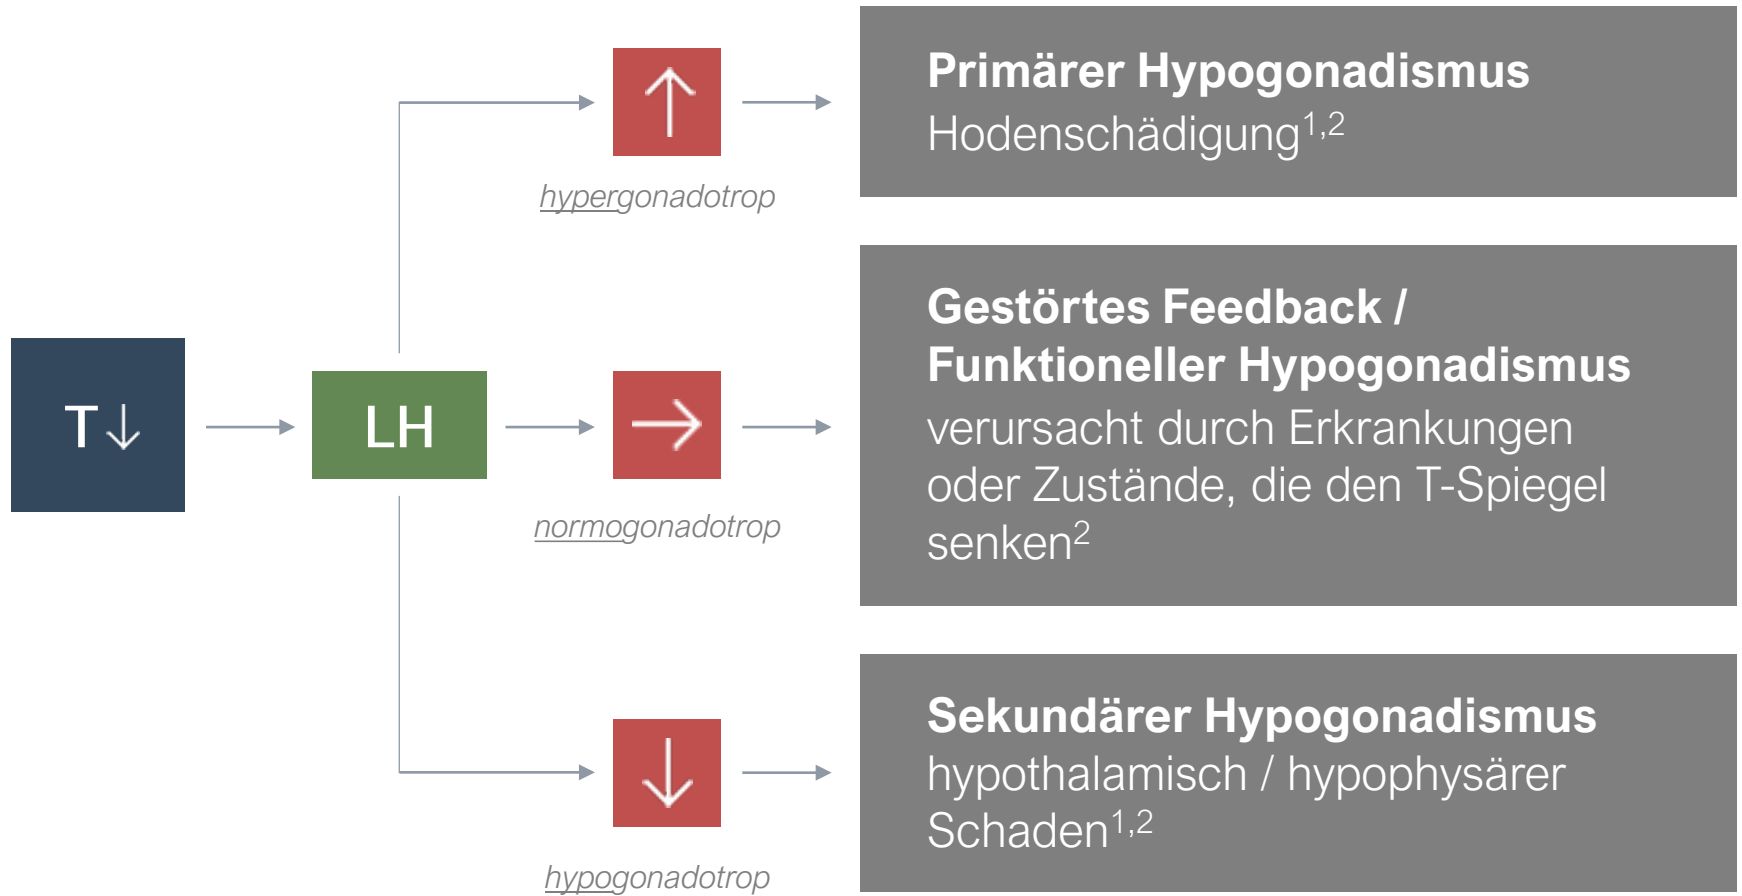 T↓
LH
↑
hypergonadotrop
→
normogonadotrop
↓
hypogonadotrop
Primärer Hypogonadismus
Hodenschädigung1,2
Gestörtes Feedback /
Funktioneller Hypogonadismus
verursacht durch Erkrankungen
oder Zustände, die den T-Spiegel
senken2
Sekundärer Hypogonadismus
hypothalamisch / hypophysärer
Schaden1,2